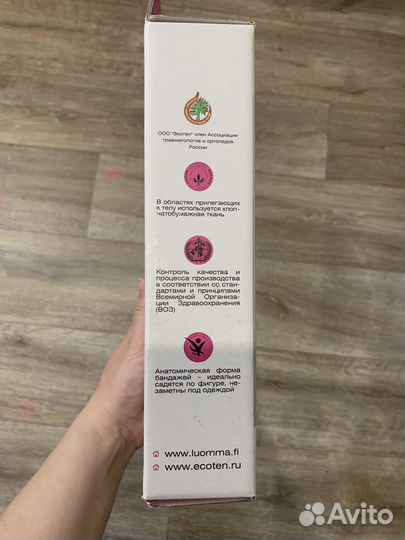 ООО "Экотен" член Ассоциации
травматологов и ортопедов
России
В областях прилегающих
к телу используется хлоп-
чатобумажная ткань
Контроль качества и
процесса производства
в соответствии со стан-
дартами и принципами
Всемирной Организа-
ции Здравоохранения
(ВОЗ)
Анатомическая форма
бандажей – идеально
садятся по фигуре, не-
заметны под одеждой
www.luomma.fi
www.ecoten.ru
Avito